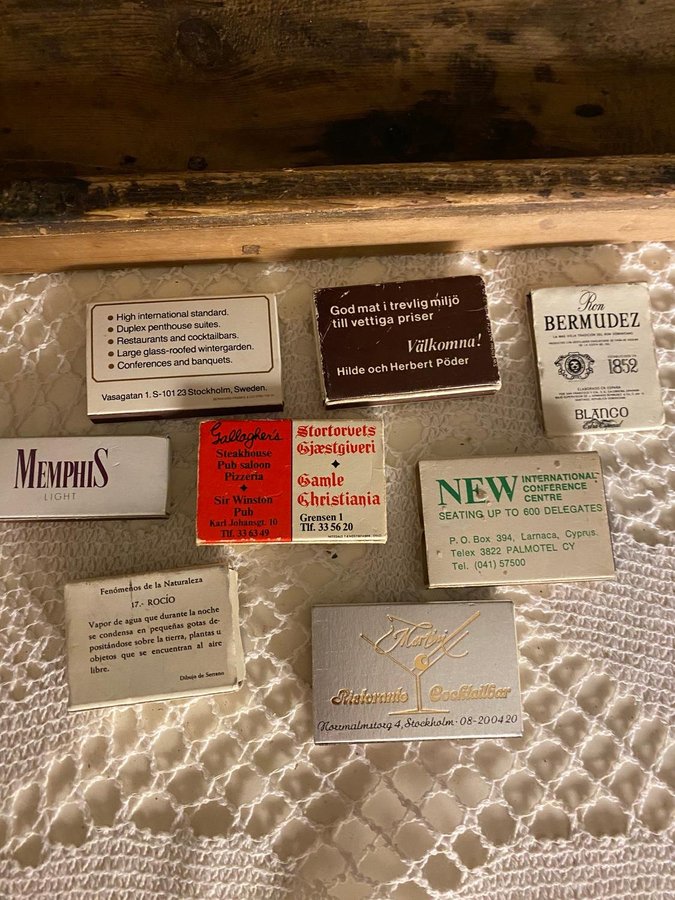 High international standard.
Duplex penthouse suites.
Restaurants and cocktailbars.
Large glass-roofed wintergarden.
Conferences and banquets.
Vasagatan 1. S-101 23 Stockholm, Sweden.
God mat i trevlig miljö
till vettiga priser
Välkomna!
Hilde och Herbert Pöder
Ron
BERMUDEZ
ESTABLECIDO EN
1852
ELABORADO EN ESPAÑA
BLANCO
MEMPHIS
LIGHT
Gallagher's
Steakhouse
Pub saloon
Pizzeria
Sir Winston
Pub
Karl Johansgt. 10
Tlf. 33 63 49
Stortorvets
Gjæstgiveri
Gamle
Christiania
Grensen 1
Tlf. 33 56 20
NEW INTERNATIONAL
CONFERENCE
CENTRE
SEATING UP TO 600 DELEGATES
P.O. Box 394, Larnaca, Cyprus.
Telex 3822 PALMOTEL CY
Tel. (041) 57500
Fenómenos de la Naturaleza
17.- ROCÍO
Vapor de agua que durante la noche
se condensa en pequeñas gotas de-
positándose sobre la tierra, plantas u
objetos que se encuentran al aire
libre.
Dibujo de Serrano
Martini
Ristorante Cocktailbar
Norrmalmstorg 4, Stockholm · 08-200420